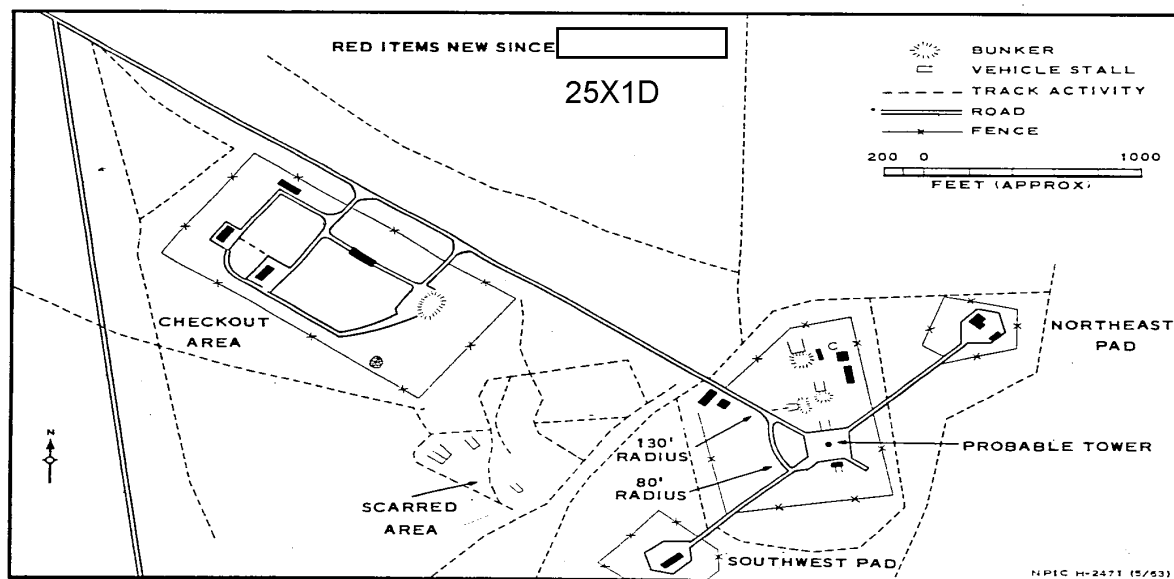 RED ITEMS NEW SINCE
25X1D
BUNKER
VEHICLE STALL
TRACK ACTIVITY
ROAD
FENCE
200 0 1000
FEET (APPROX)
CHECKOUT
AREA
NORTHEAST
PAD
N
130'
RADIUS
PROBABLE TOWER
80'
RADIUS
SCARRED
AREA
SOUTHWEST PAD
NPIC H-2471 (5/63)